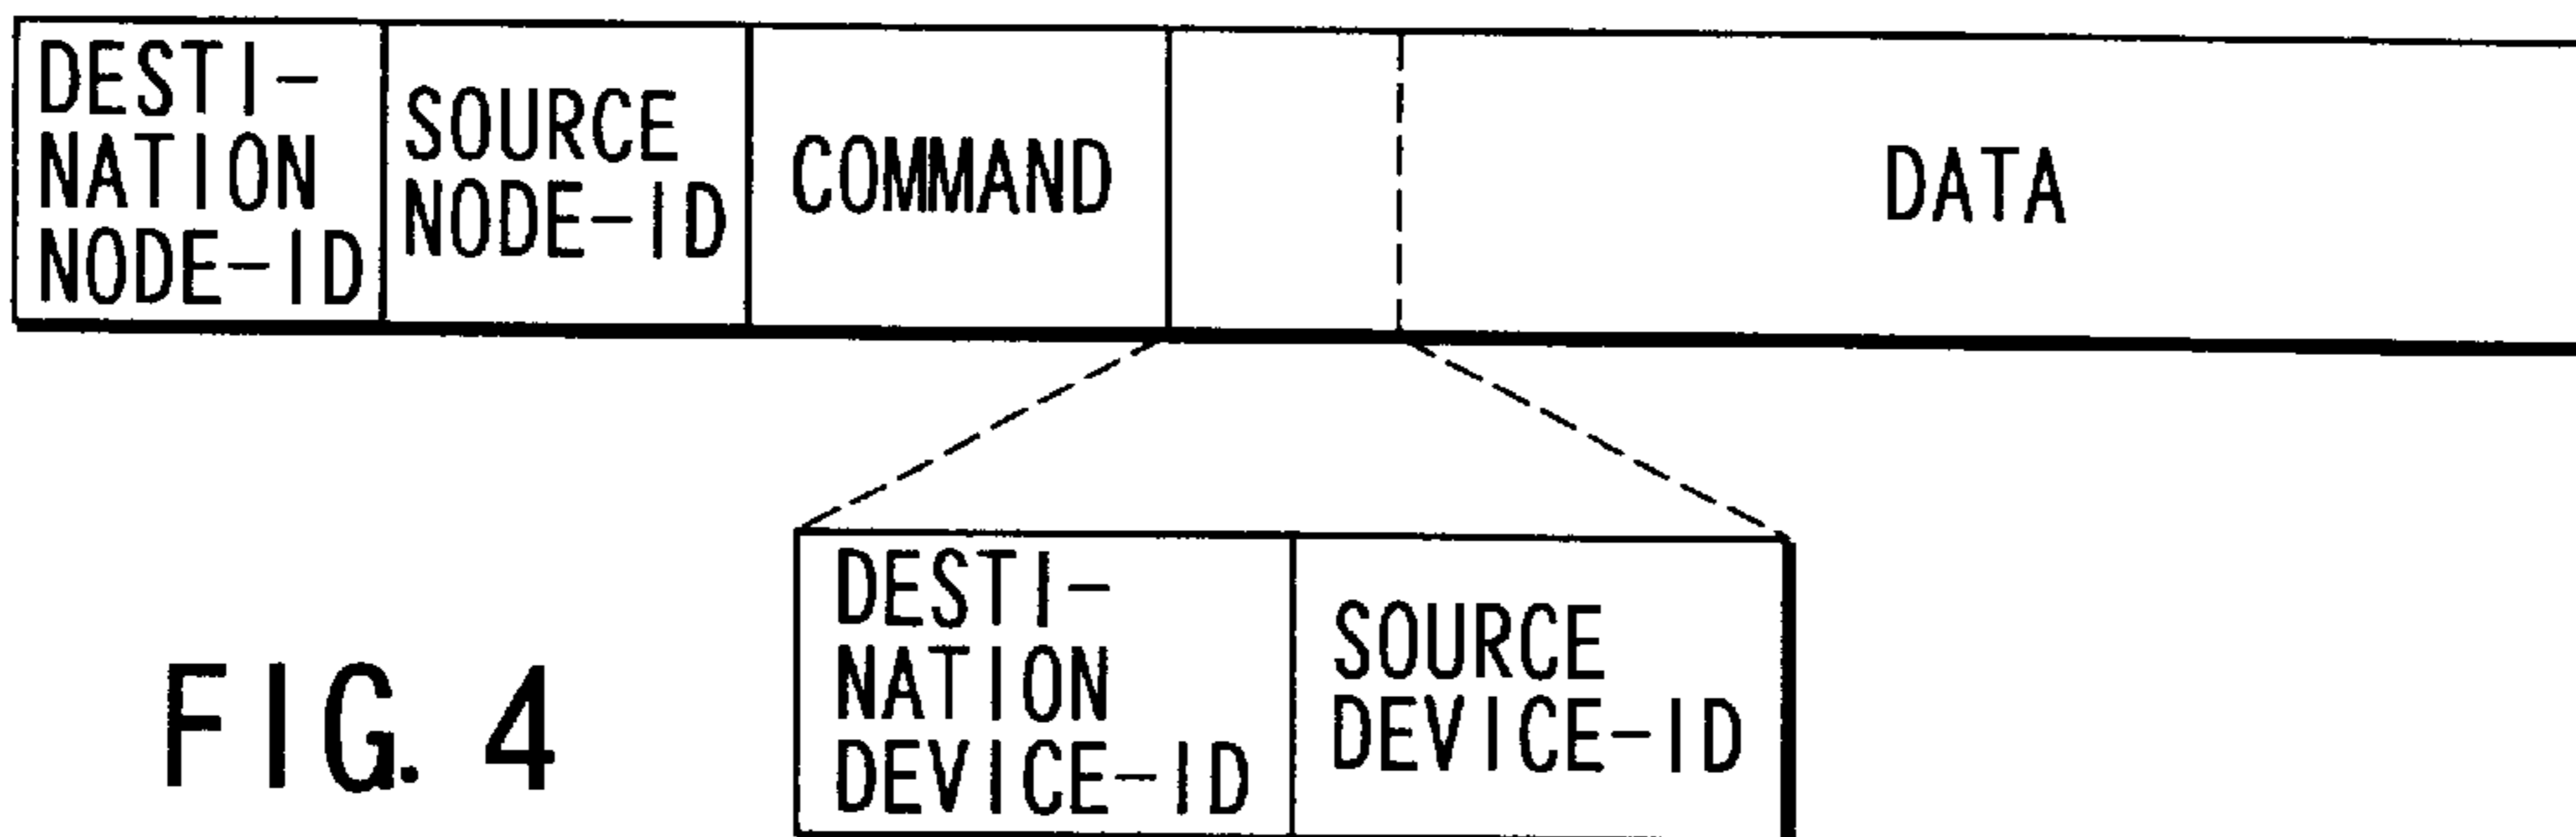 DESTI-
NATION
NODE-ID
SOURCE
NODE-ID
COMMAND
DATA
DESTI-
NATION
DEVICE-ID
SOURCE
DEVICE-ID
FIG. 4